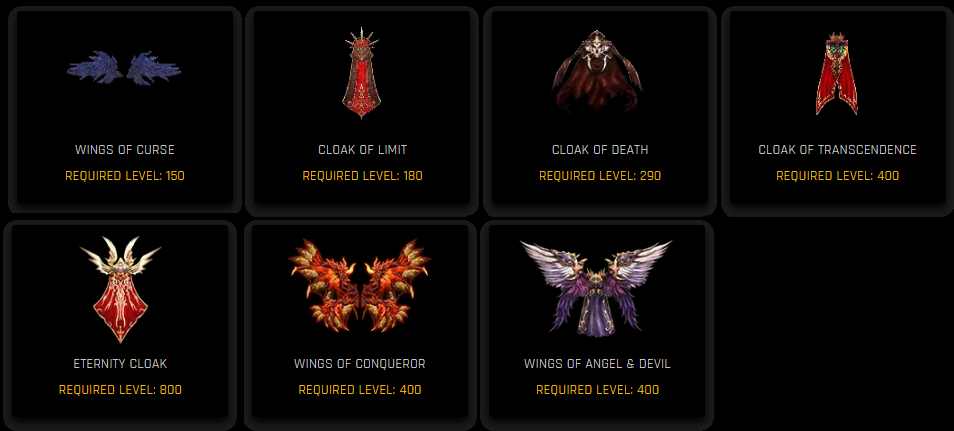 WINGS OF CURSE
REQUIRED LEVEL: 150
CLOAK OF LIMIT
REQUIRED LEVEL: 180
CLOAK OF DEATH
REQUIRED LEVEL: 290
CLOAK OF TRANSCENDENCE
REQUIRED LEVEL: 400
ETERNITY CLOAK
REQUIRED LEVEL: 800
WINGS OF CONQUEROR
REQUIRED LEVEL: 400
WINGS OF ANGEL & DEVIL
REQUIRED LEVEL: 400